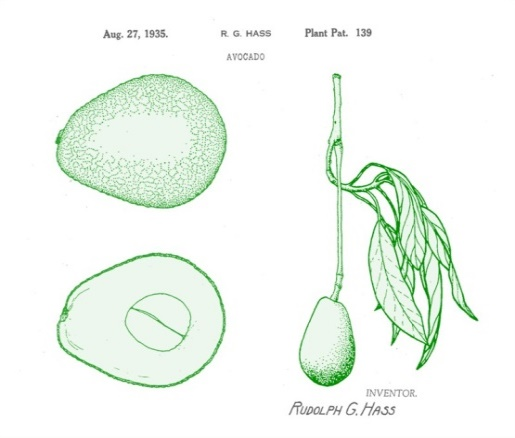 Aug. 27, 1935. R. G. HASS Plant Pat. 139
AVOCADO
INVENTOR.
RUDOLPH G. HASS